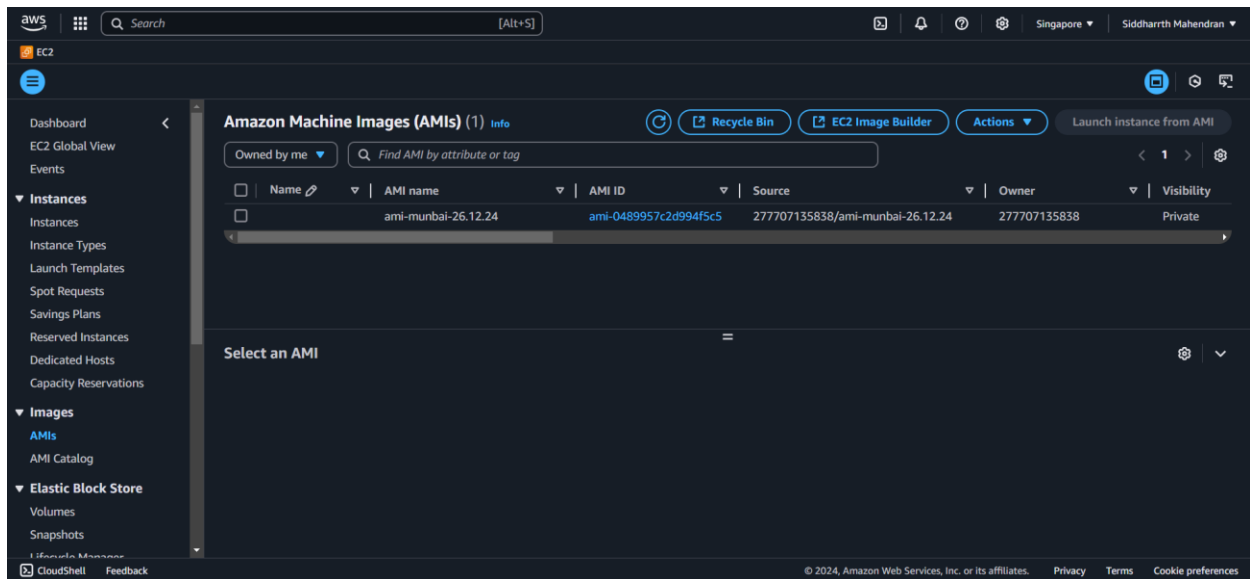 aws Search [Alt+S] Singapore Siddharrth Mahendran
EC2
Dashboard
EC2 Global View
Events
Instances
Instances
Instance Types
Launch Templates
Spot Requests
Savings Plans
Reserved Instances
Dedicated Hosts
Capacity Reservations
Images
AMIs
AMI Catalog
Elastic Block Store
Volumes
Snapshots
Lifecycle Manager
Amazon Machine Images (AMIs) (1) Info Recycle Bin EC2 Image Builder Actions Launch instance from AMI
Owned by me Find AMI by attribute or tag 1
Name AMI name AMI ID Source Owner Visibility
ami-munbai-26.12.24 ami-0489957c2d994f5c5 277707135838/ami-munbai-26.12.24 277707135838 Private
Select an AMI
CloudShell Feedback © 2024, Amazon Web Services, Inc. or its affiliates. Privacy Terms Cookie preferences